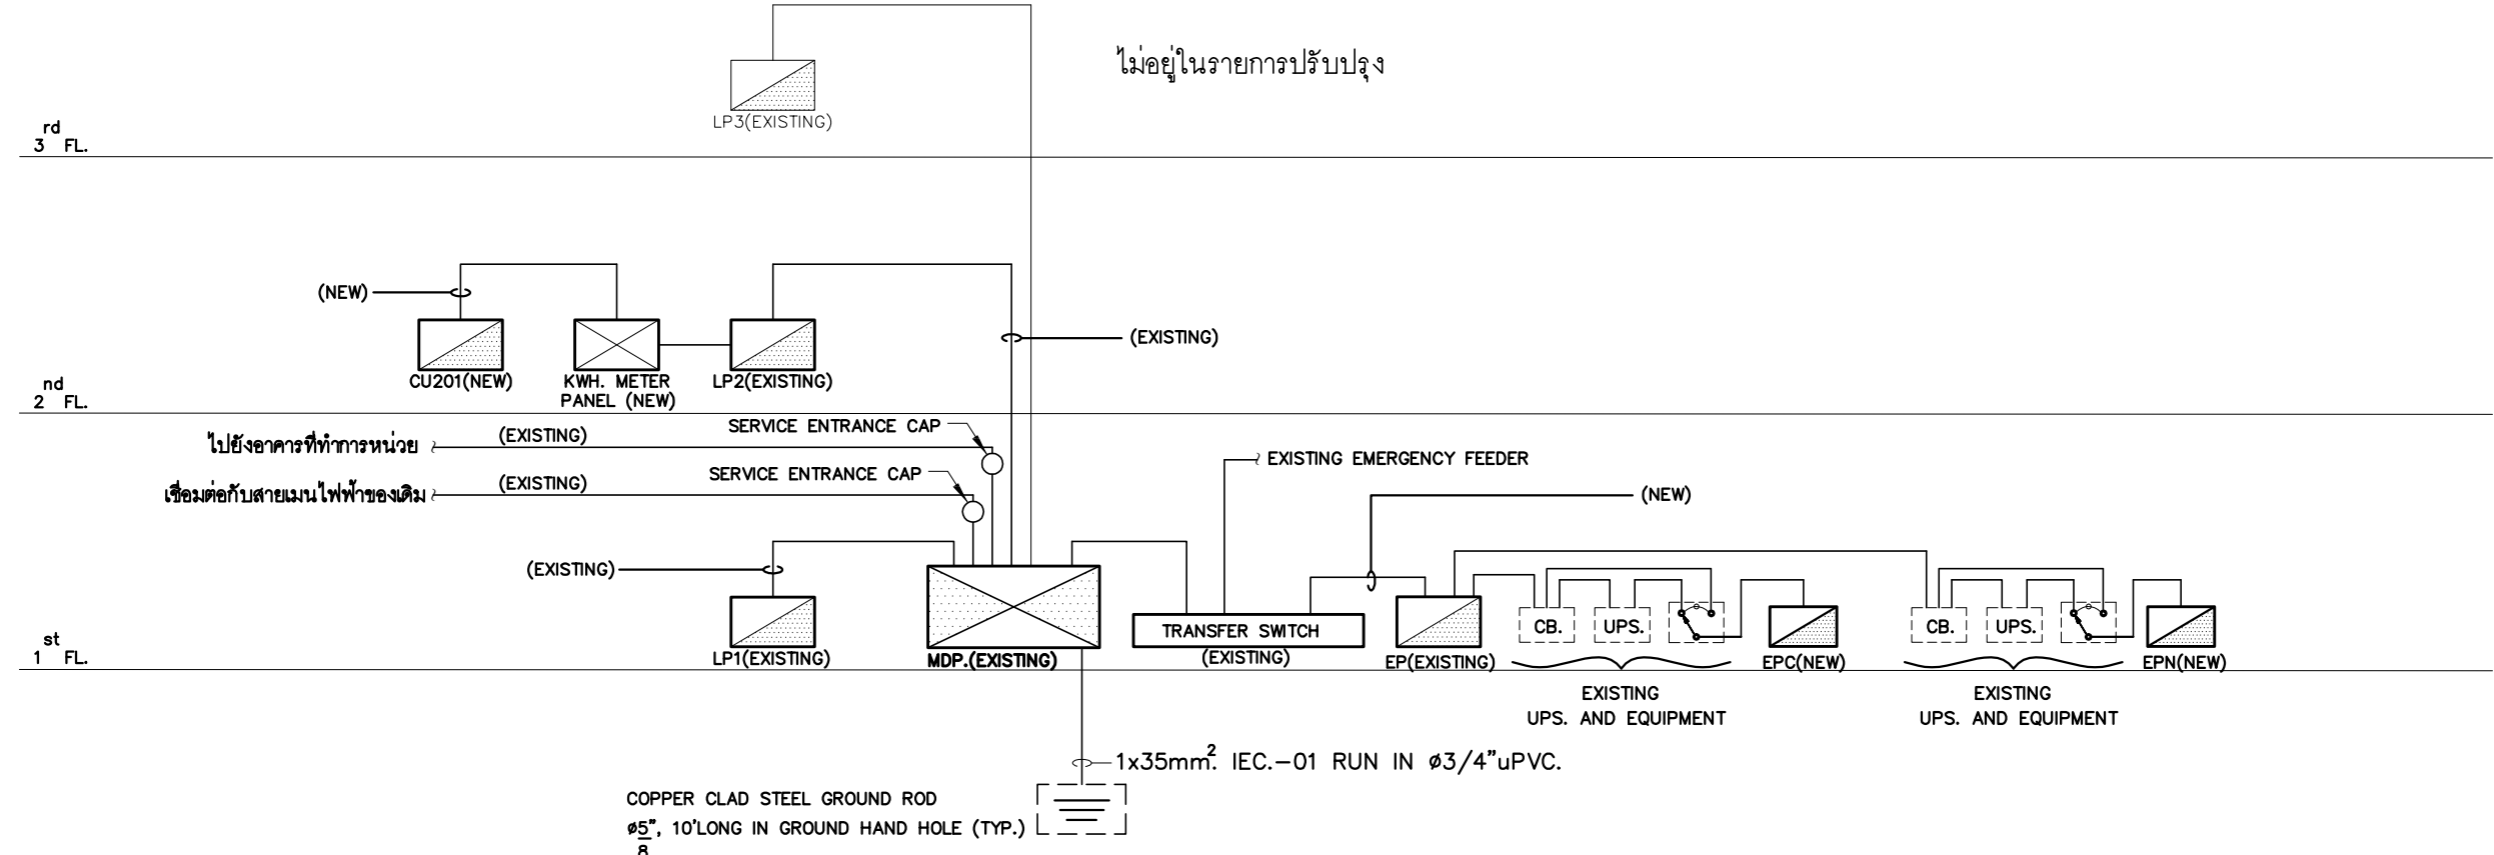 ไม่อยู่ในรายการปรับปรุง
LP3(EXISTING)
3rd FL.
(NEW)
(EXISTING)
CU201(NEW)
KWH. METER
PANEL (NEW)
LP2(EXISTING)
2nd FL.
ไปยังอาคารที่ทำการหน่วย
(EXISTING)
SERVICE ENTRANCE CAP
เชื่อมต่อกับสายเมนไฟฟ้าของเดิม
(EXISTING)
SERVICE ENTRANCE CAP
EXISTING EMERGENCY FEEDER
(NEW)
(EXISTING)
LP1(EXISTING)
MDP.(EXISTING)
TRANSFER SWITCH
(EXISTING)
EP(EXISTING)
CB.
UPS.
EPC(NEW)
CB.
UPS.
EPN(NEW)
1st FL.
EXISTING
UPS. AND EQUIPMENT
EXISTING
UPS. AND EQUIPMENT
1x35mm². IEC.-01 RUN IN ø3/4"uPVC.
COPPER CLAD STEEL GROUND ROD
ø5/8", 10'LONG IN GROUND HAND HOLE (TYP.)